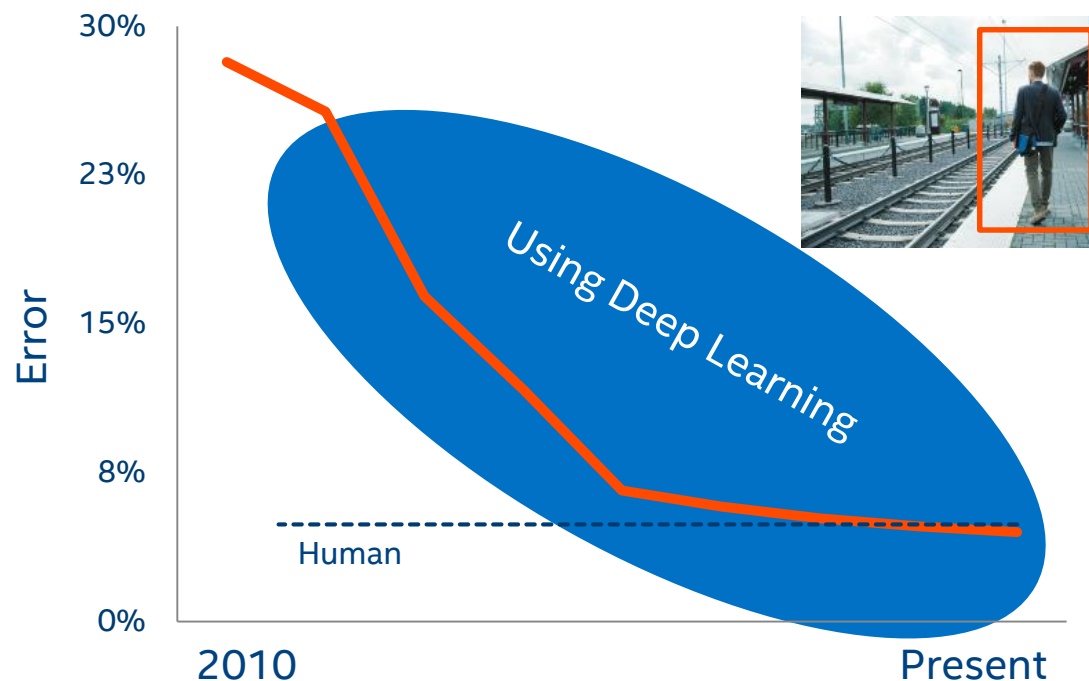 30%
23%
15%
8%
0%
Error
Using Deep Learning
Human
2010
Present